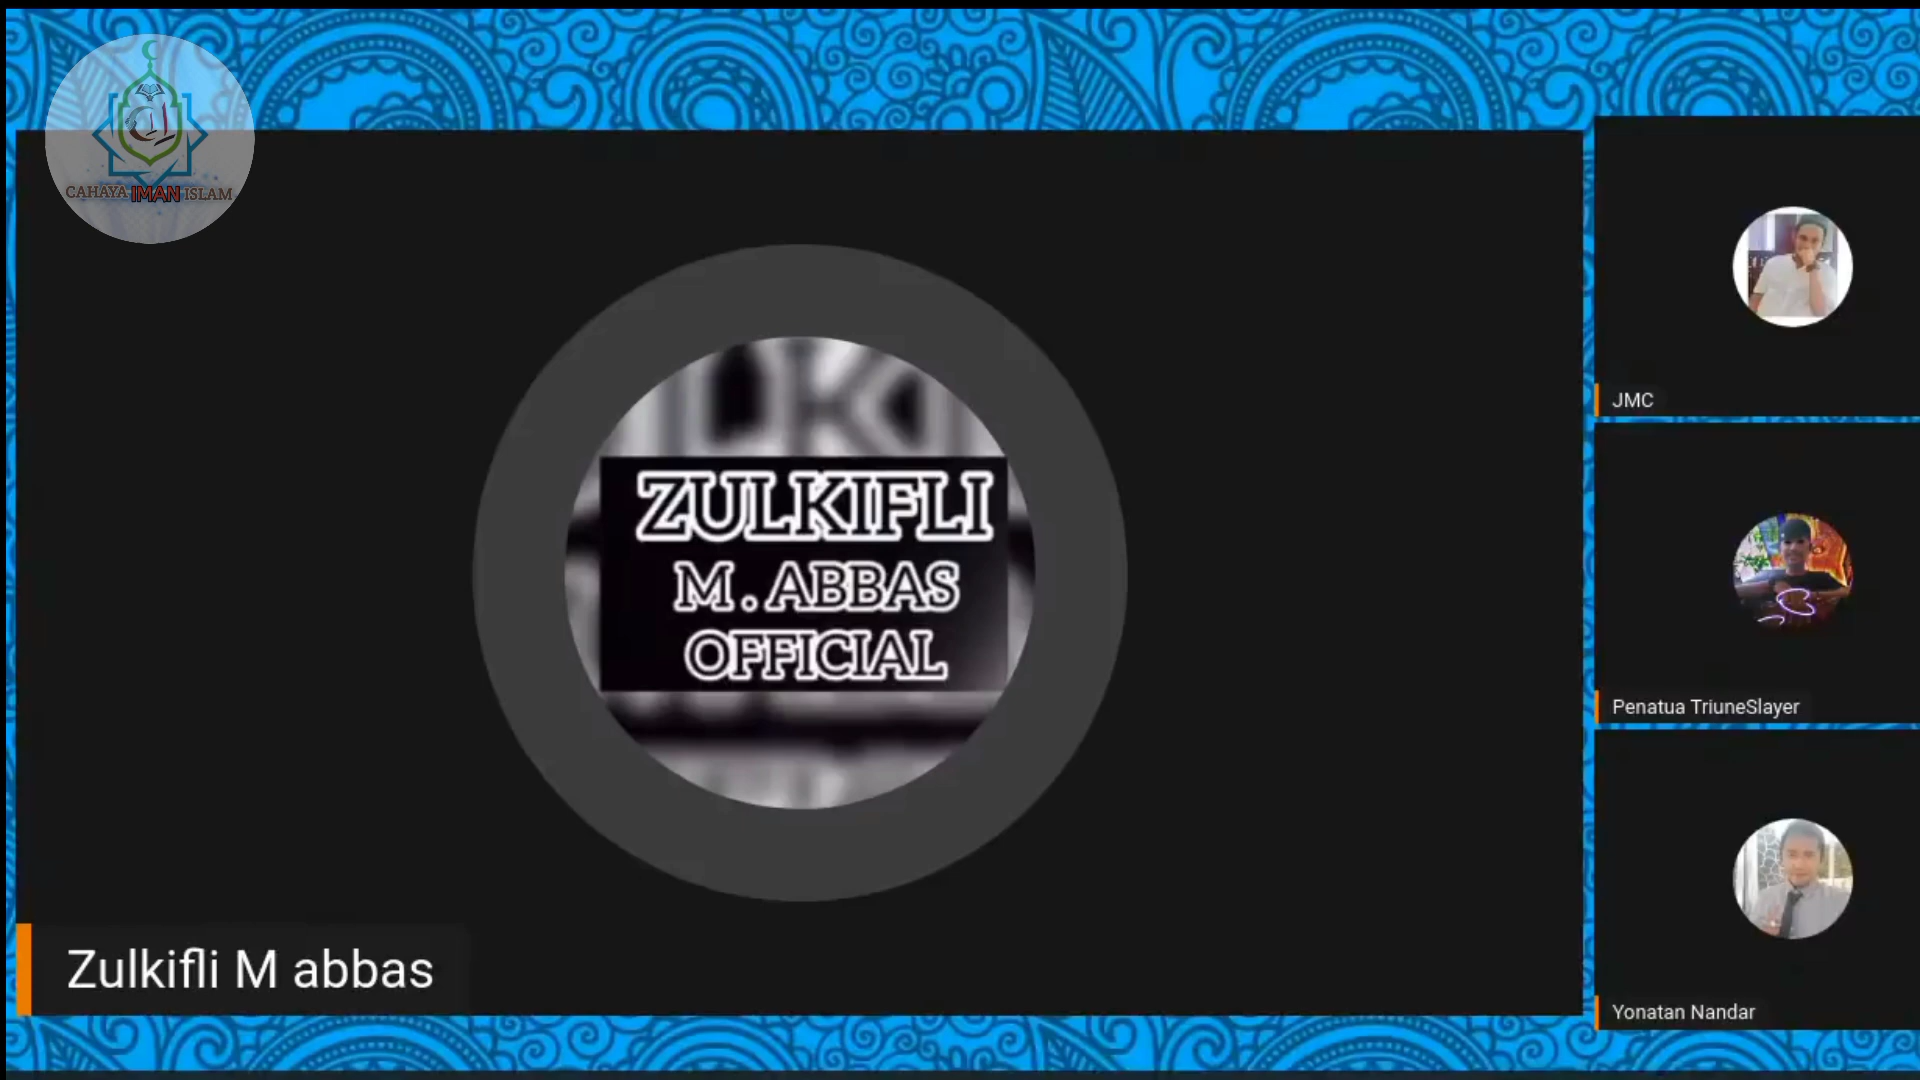 CAHAYA IMAN ISLAM
ZULKIFLI
M. ABBAS
OFFICIAL
Zulkifli M abbas
JMC
Penatua TriuneSlayer
Yonatan Nandar